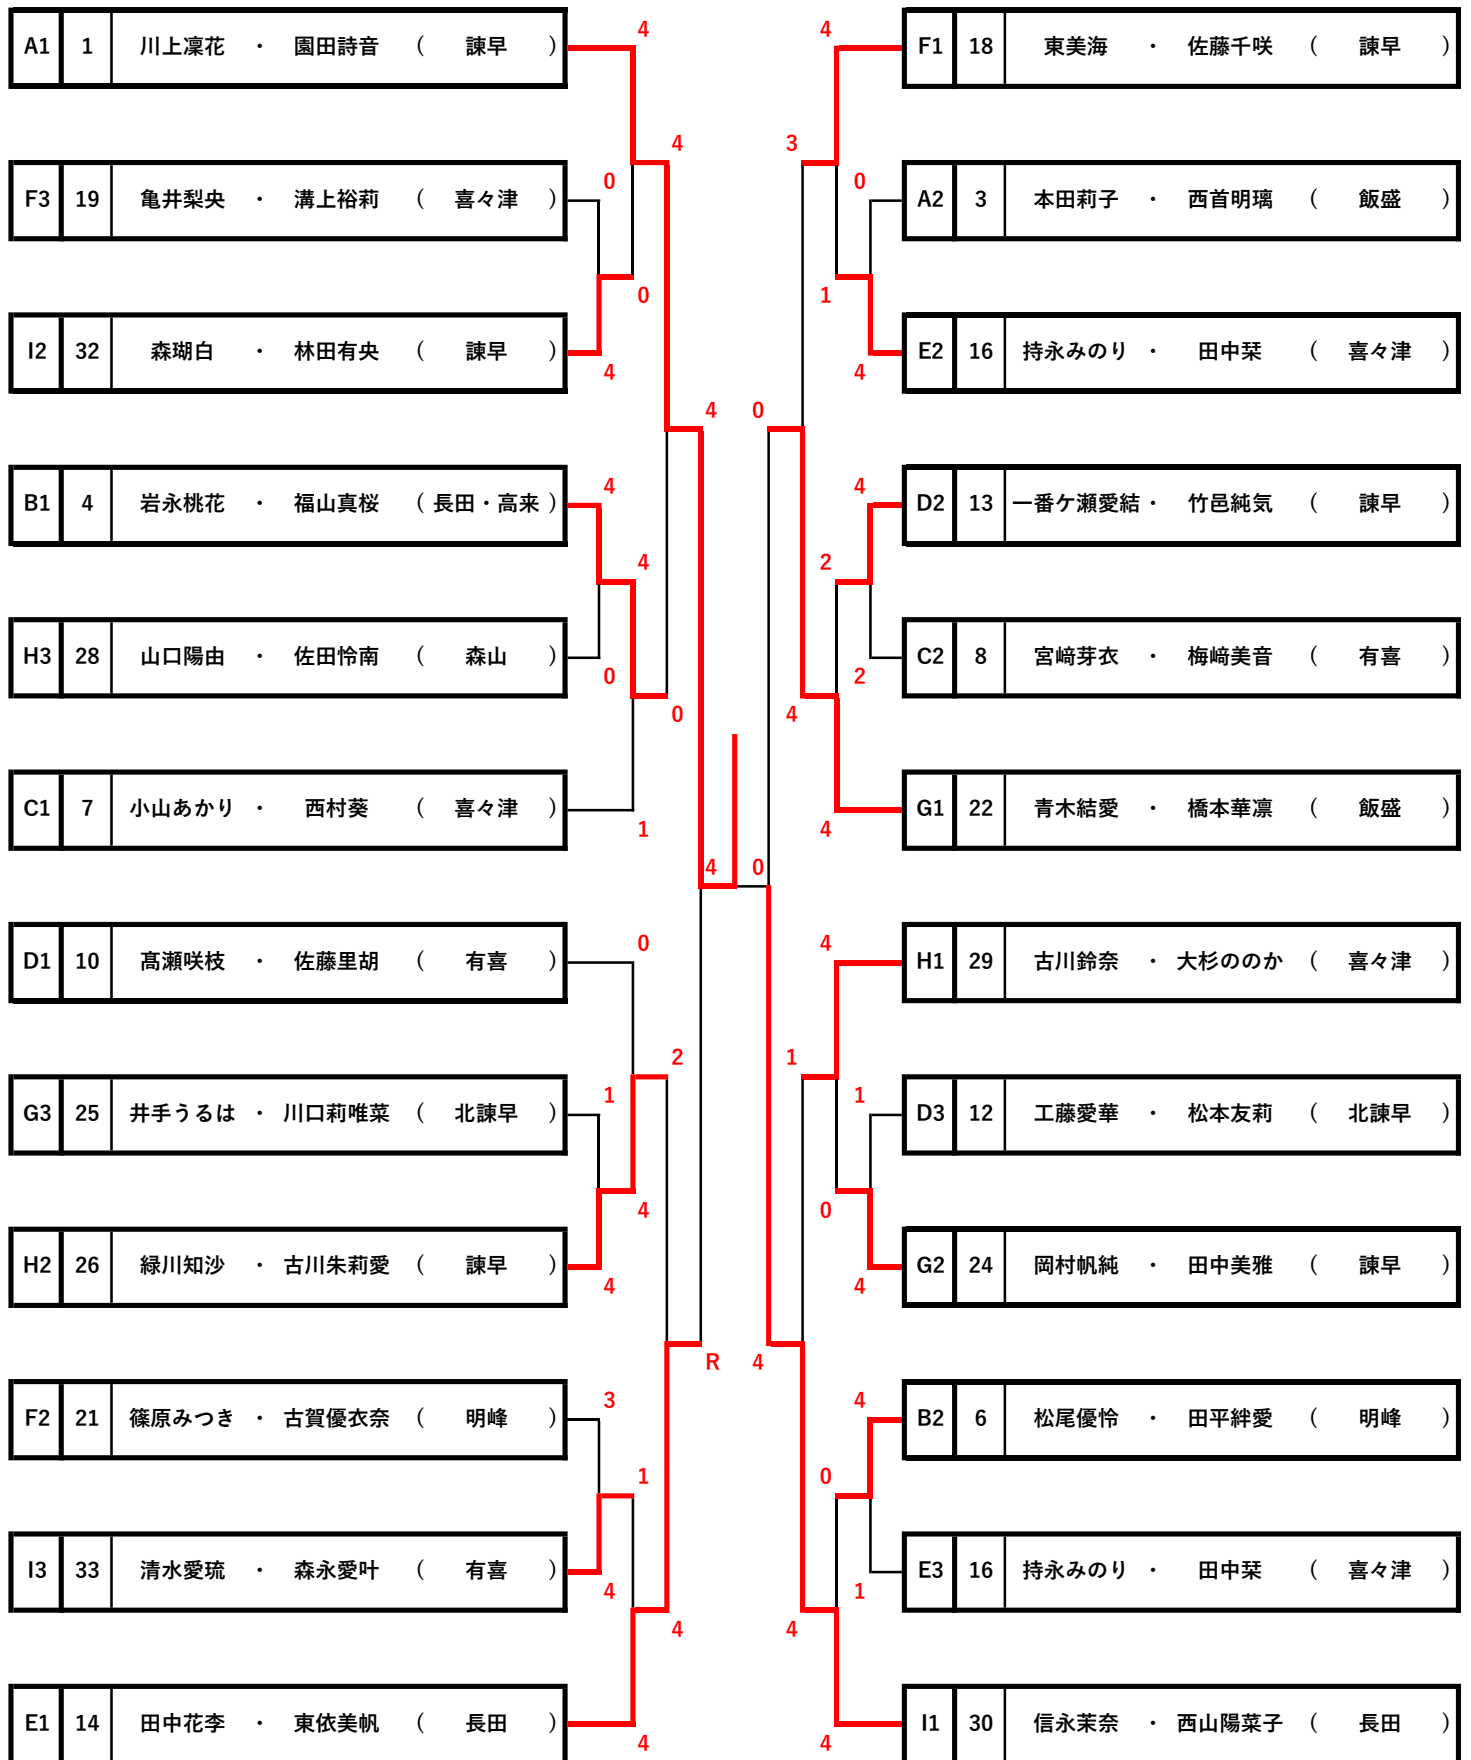 A1 1 川上凛花 ・ 園田詩音 ( 諫早 )
F3 19 亀井梨央 ・ 溝上裕莉 ( 喜々津 )
I2 32 森瑚白 ・ 林田有央 ( 諫早 )
B1 4 岩永桃花 ・ 福山真桜 ( 長田・高来 )
H3 28 山口陽由 ・ 佐田怜南 ( 森山 )
C1 7 小山あかり ・ 西村葵 ( 喜々津 )
D1 10 髙瀬咲枝 ・ 佐藤里胡 ( 有喜 )
G3 25 井手うるは ・ 川口莉唯菜 ( 北諫早 )
H2 26 緑川知沙 ・ 古川朱莉愛 ( 諫早 )
F2 21 篠原みつき ・ 古賀優衣奈 ( 明峰 )
I3 33 清水愛琉 ・ 森永愛叶 ( 有喜 )
E1 14 田中花李 ・ 東依美帆 ( 長田 )
4
4
0
0
4
4
4
4
0
0
1
4
0
2
1
4
4
R
3
1
4
4
4
F1 18 東美海 ・ 佐藤千咲 ( 諫早 )
A2 3 本田莉子 ・ 西首明璃 ( 飯盛 )
E2 16 持永みのり ・ 田中栞 ( 喜々津 )
D2 13 一番ケ瀬愛結 ・ 竹邑純気 ( 諫早 )
C2 8 宮﨑芽衣 ・ 梅﨑美音 ( 有喜 )
G1 22 青木結愛 ・ 橋本華凛 ( 飯盛 )
H1 29 古川鈴奈 ・ 大杉ののか ( 喜々津 )
D3 12 工藤愛華 ・ 松本友莉 ( 北諫早 )
G2 24 岡村帆純 ・ 田中美雅 ( 諫早 )
B2 6 松尾優怜 ・ 田平絆愛 ( 明峰 )
E3 16 持永みのり ・ 田中栞 ( 喜々津 )
I1 30 信永茉奈 ・ 西山陽菜子 ( 長田 )
4
3
0
1
4
0
4
2
2
4
4
0
4
1
1
0
4
4
4
0
1
4
4